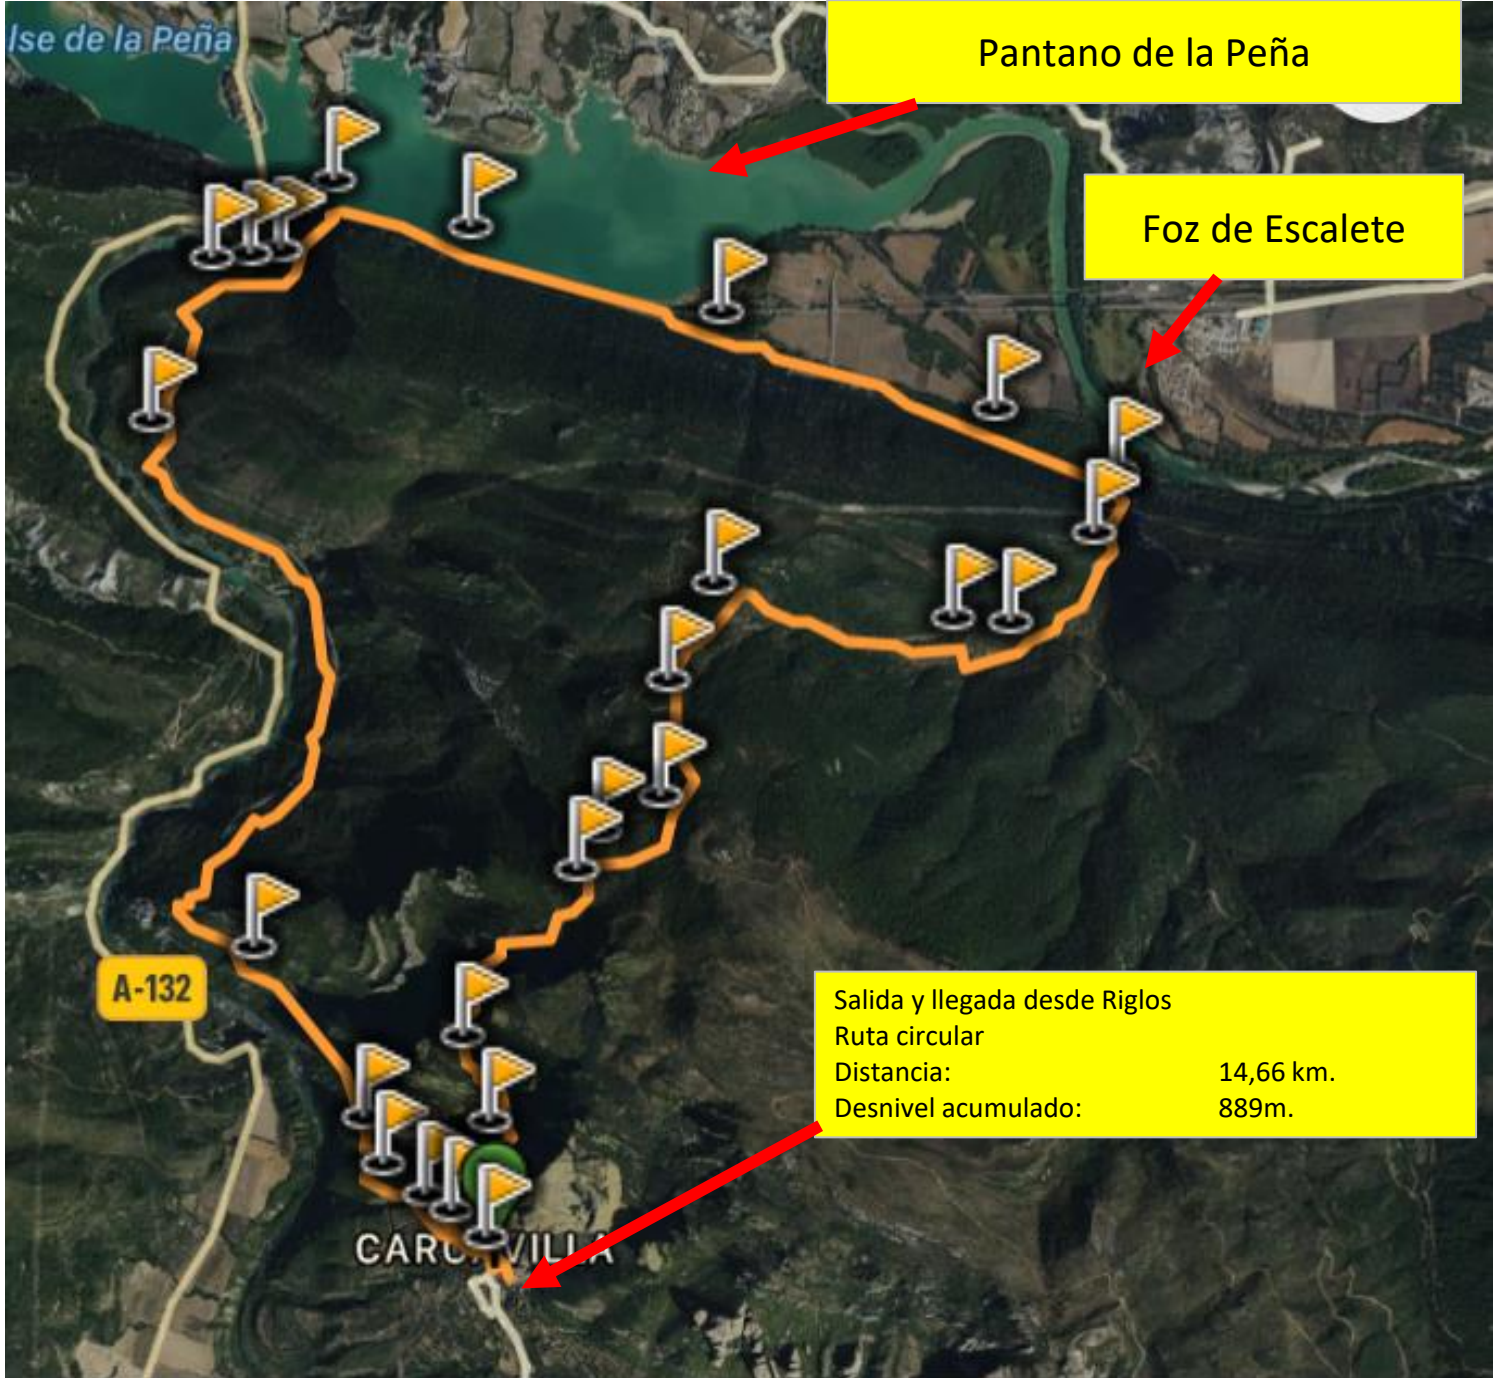 lse de la Peña
Pantano de la Peña
Foz de Escalete
A-132
Salida y llegada desde Riglos
Ruta circular
Distancia: 14,66 km.
Desnivel acumulado: 889m.